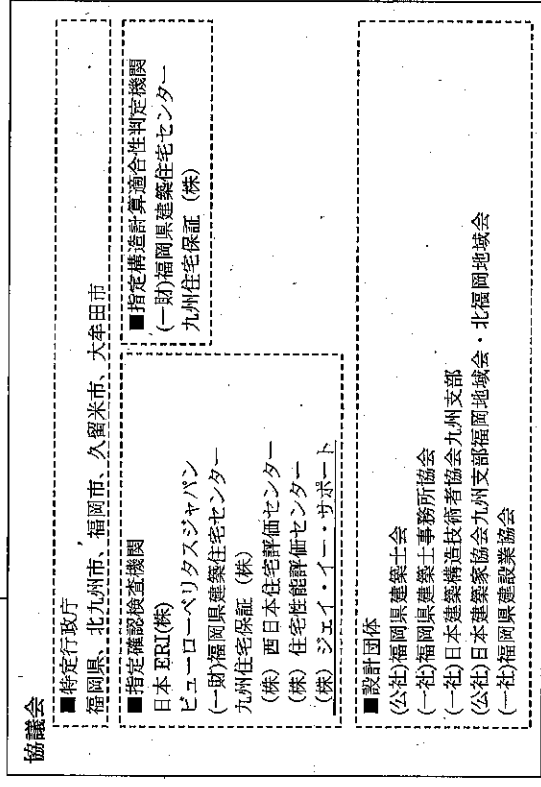 協議会
■特定行政庁
福岡県、北九州市、福岡市、久留米市、大牟田市
■指定確認検査機関
日本 ERI(株)
ビューローベリタスジャパン
(一財)福岡県建築住宅センター
九州住宅保証（株）
（株）西日本住宅評価センター
（株）住宅性能評価センター
（株）ジェイ・イー・サポート
■指定構造計算適合性判定機関
(一財)福岡県建築住宅センター
九州住宅保証（株）
■設計団体
(公社)福岡県建築士会
(一社)福岡県建築士事務所協会
(一社)日本建築構造技術者協会九州支部
(公社)日本建築家協会九州支部福岡地域会・北福岡地域会
(一社)福岡県建設業協会